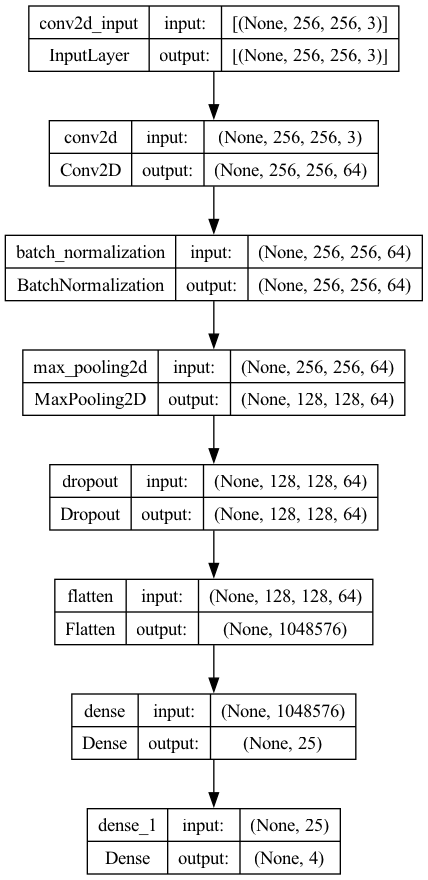 conv2d_input input: [(None, 256, 256, 3)]
InputLayer output: [(None, 256, 256, 3)]
conv2d input: (None, 256, 256, 3)
Conv2D output: (None, 256, 256, 64)
batch_normalization input: (None, 256, 256, 64)
BatchNormalization output: (None, 256, 256, 64)
max_pooling2d input: (None, 256, 256, 64)
MaxPooling2D output: (None, 128, 128, 64)
dropout input: (None, 128, 128, 64)
Dropout output: (None, 128, 128, 64)
flatten input: (None, 128, 128, 64)
Flatten output: (None, 1048576)
dense input: (None, 1048576)
Dense output: (None, 25)
dense_1 input: (None, 25)
Dense output: (None, 4)